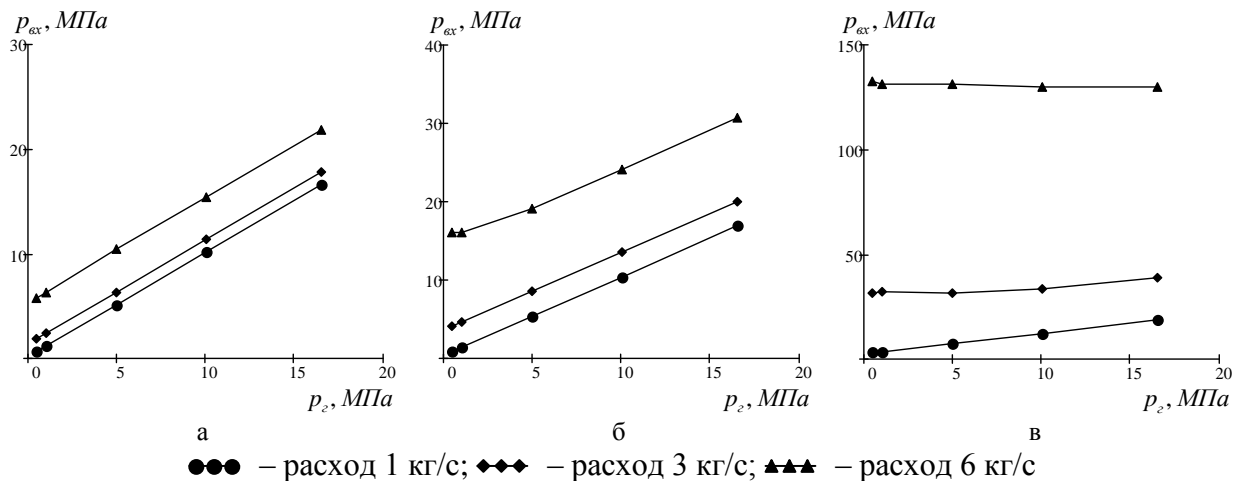 p_вх, МПа p_вх, МПа p_вх, МПа
30 40 150
30
20 100
20
10 50
10
0 5 10 15 20 0 5 10 15 20 0 5 10 15 20
p_г, МПа p_г, МПа p_г, МПа
а б в
– расход 1 кг/с; – расход 3 кг/с; – расход 6 кг/с